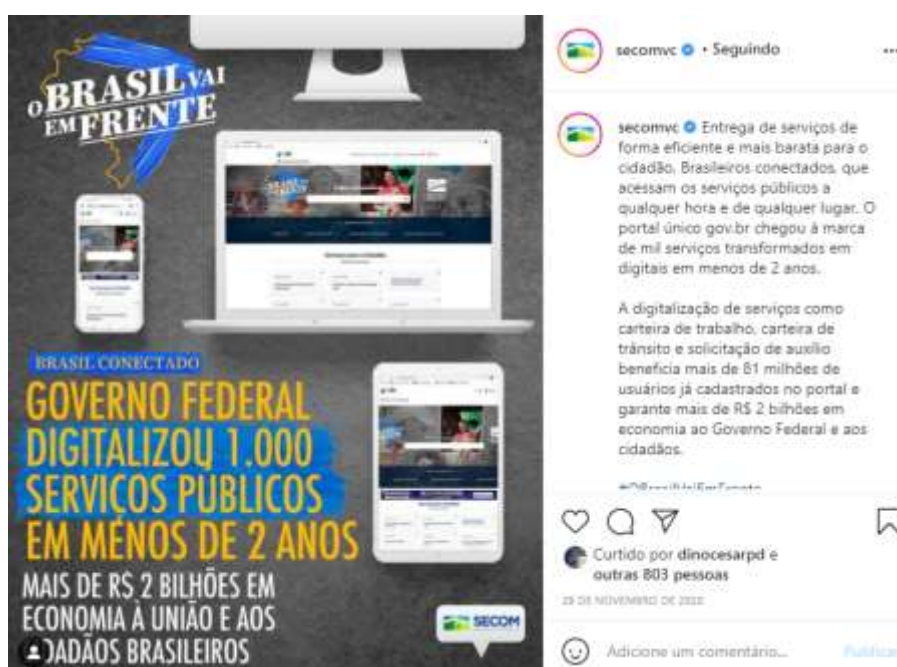 O BRASIL VAI
EM FRENTE
BRASIL CONECTADO
GOVERNO FEDERAL
DIGITALIZOU 1.000
SERVIÇOS PÚBLICOS
EM MENOS DE 2 ANOS
MAIS DE R$ 2 BILHÕES EM
ECONOMIA À UNIÃO E AOS
CIDADÃOS BRASILEIROS
SECOM
secomvc • Seguindo
secomvc Entrega de serviços de
forma eficiente e mais barata para o
cidadão. Brasileiros conectados, que
acessam os serviços públicos a
qualquer hora e de qualquer lugar. O
portal único gov.br chegou à marca
de mil serviços transformados em
digitais em menos de 2 anos.
A digitalização de serviços como
carteira de trabalho, carteira de
trânsito e solicitação de auxílio
beneficia mais de 81 milhões de
usuários já cadastrados no portal e
garante mais de R$ 2 bilhões em
economia ao Governo Federal e aos
cidadãos.
#OBrasilVaiEmFrente
Curtido por dinocesarpd e
outras 803 pessoas
DE NOVEMBRO DE 2020
Adicione um comentário...
Publicar